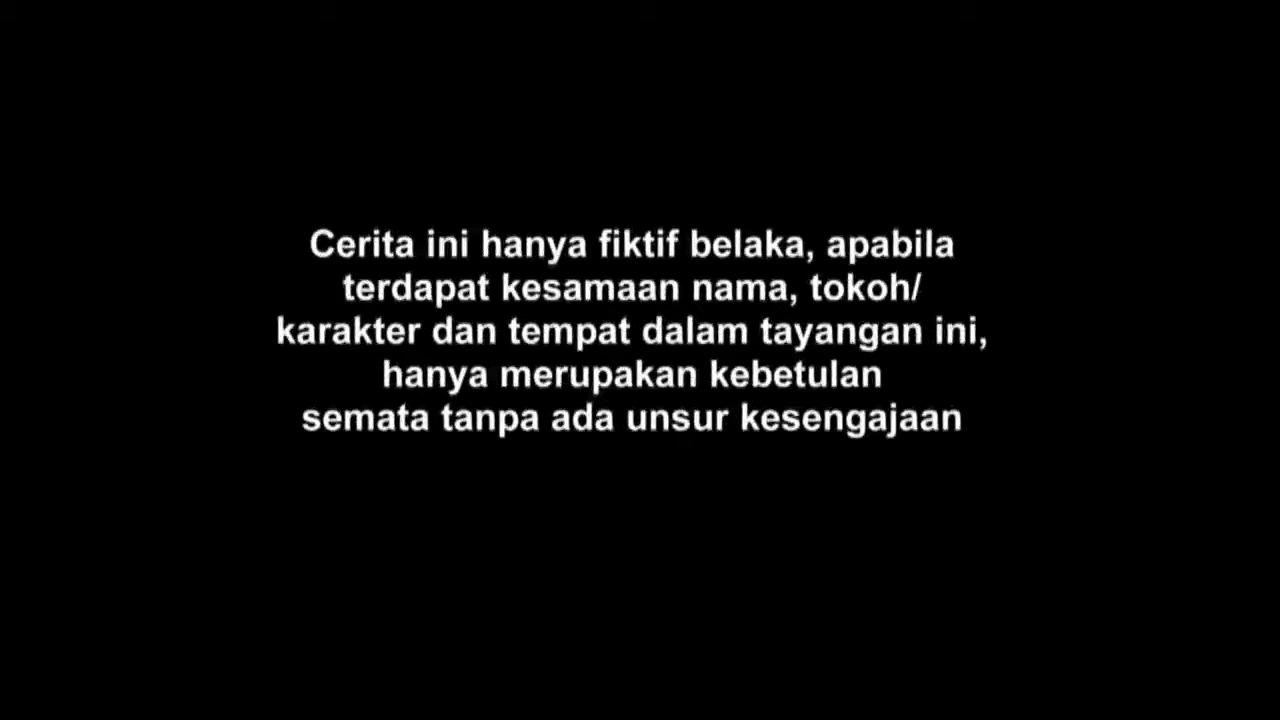 Cerita ini hanya fiktif belaka, apabila
terdapat kesamaan nama, tokoh/
karakter dan tempat dalam tayangan ini,
hanya merupakan kebetulan
semata tanpa ada unsur kesengajaan